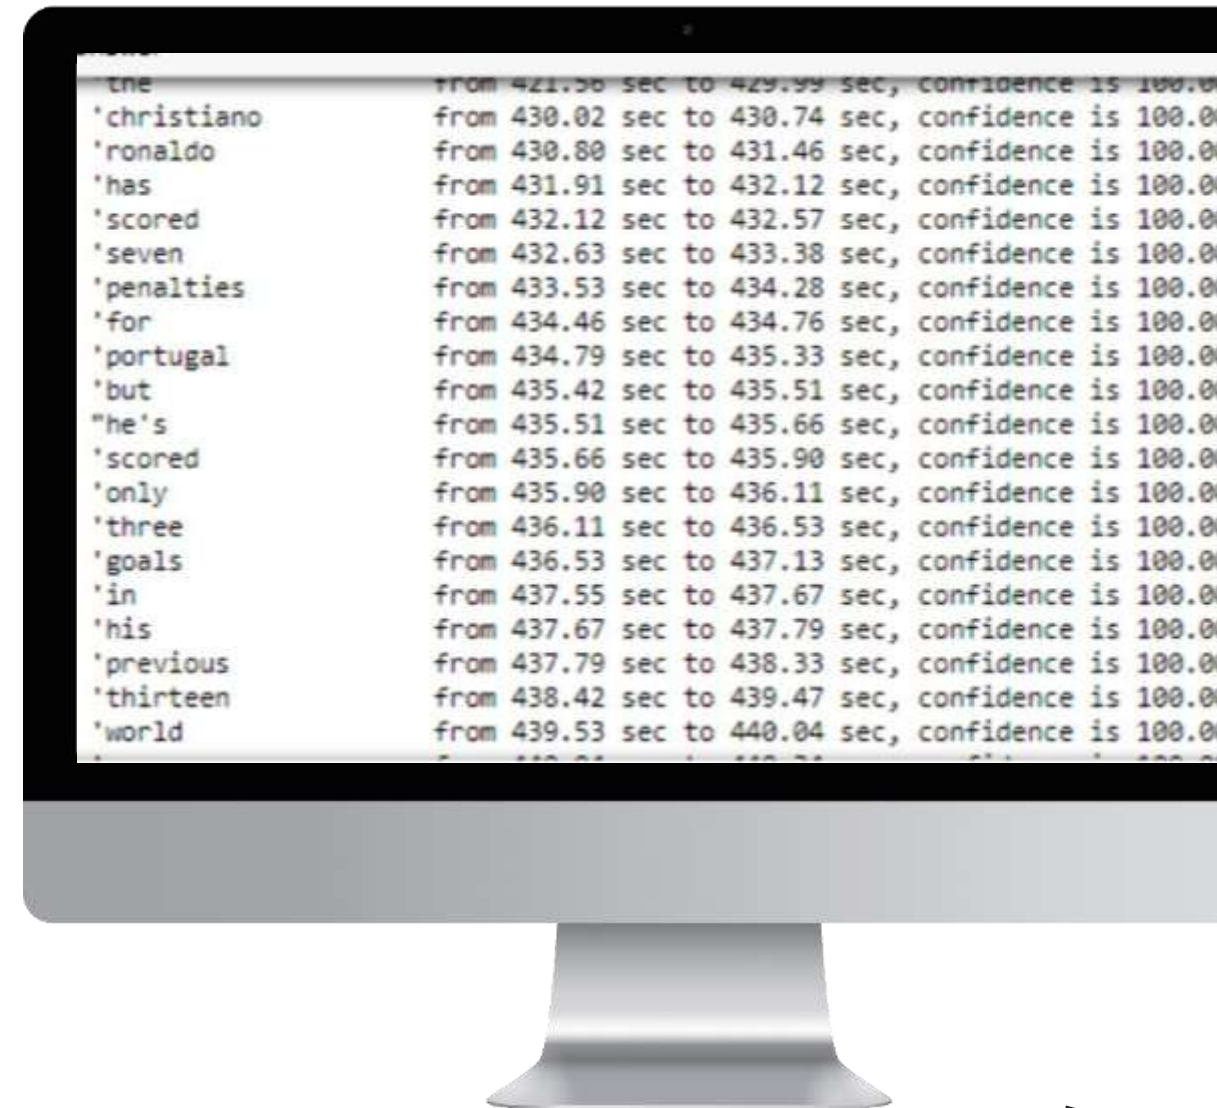 'the from 421.56 sec to 429.99 sec, confidence is 100.0
'christiano from 430.02 sec to 430.74 sec, confidence is 100.0
'ronaldo from 430.80 sec to 431.46 sec, confidence is 100.0
'has from 431.91 sec to 432.12 sec, confidence is 100.0
'scored from 432.12 sec to 432.57 sec, confidence is 100.0
'seven from 432.63 sec to 433.38 sec, confidence is 100.0
'penalties from 433.53 sec to 434.28 sec, confidence is 100.0
'for from 434.46 sec to 434.76 sec, confidence is 100.0
'portugal from 434.79 sec to 435.33 sec, confidence is 100.0
'but from 435.42 sec to 435.51 sec, confidence is 100.0
"he's from 435.51 sec to 435.66 sec, confidence is 100.0
'scored from 435.66 sec to 435.90 sec, confidence is 100.0
'only from 435.90 sec to 436.11 sec, confidence is 100.0
'three from 436.11 sec to 436.53 sec, confidence is 100.0
'goals from 436.53 sec to 437.13 sec, confidence is 100.0
'in from 437.55 sec to 437.67 sec, confidence is 100.0
'his from 437.67 sec to 437.79 sec, confidence is 100.0
'previous from 437.79 sec to 438.33 sec, confidence is 100.0
'thirteen from 438.42 sec to 439.47 sec, confidence is 100.0
'world from 439.53 sec to 440.04 sec, confidence is 100.0